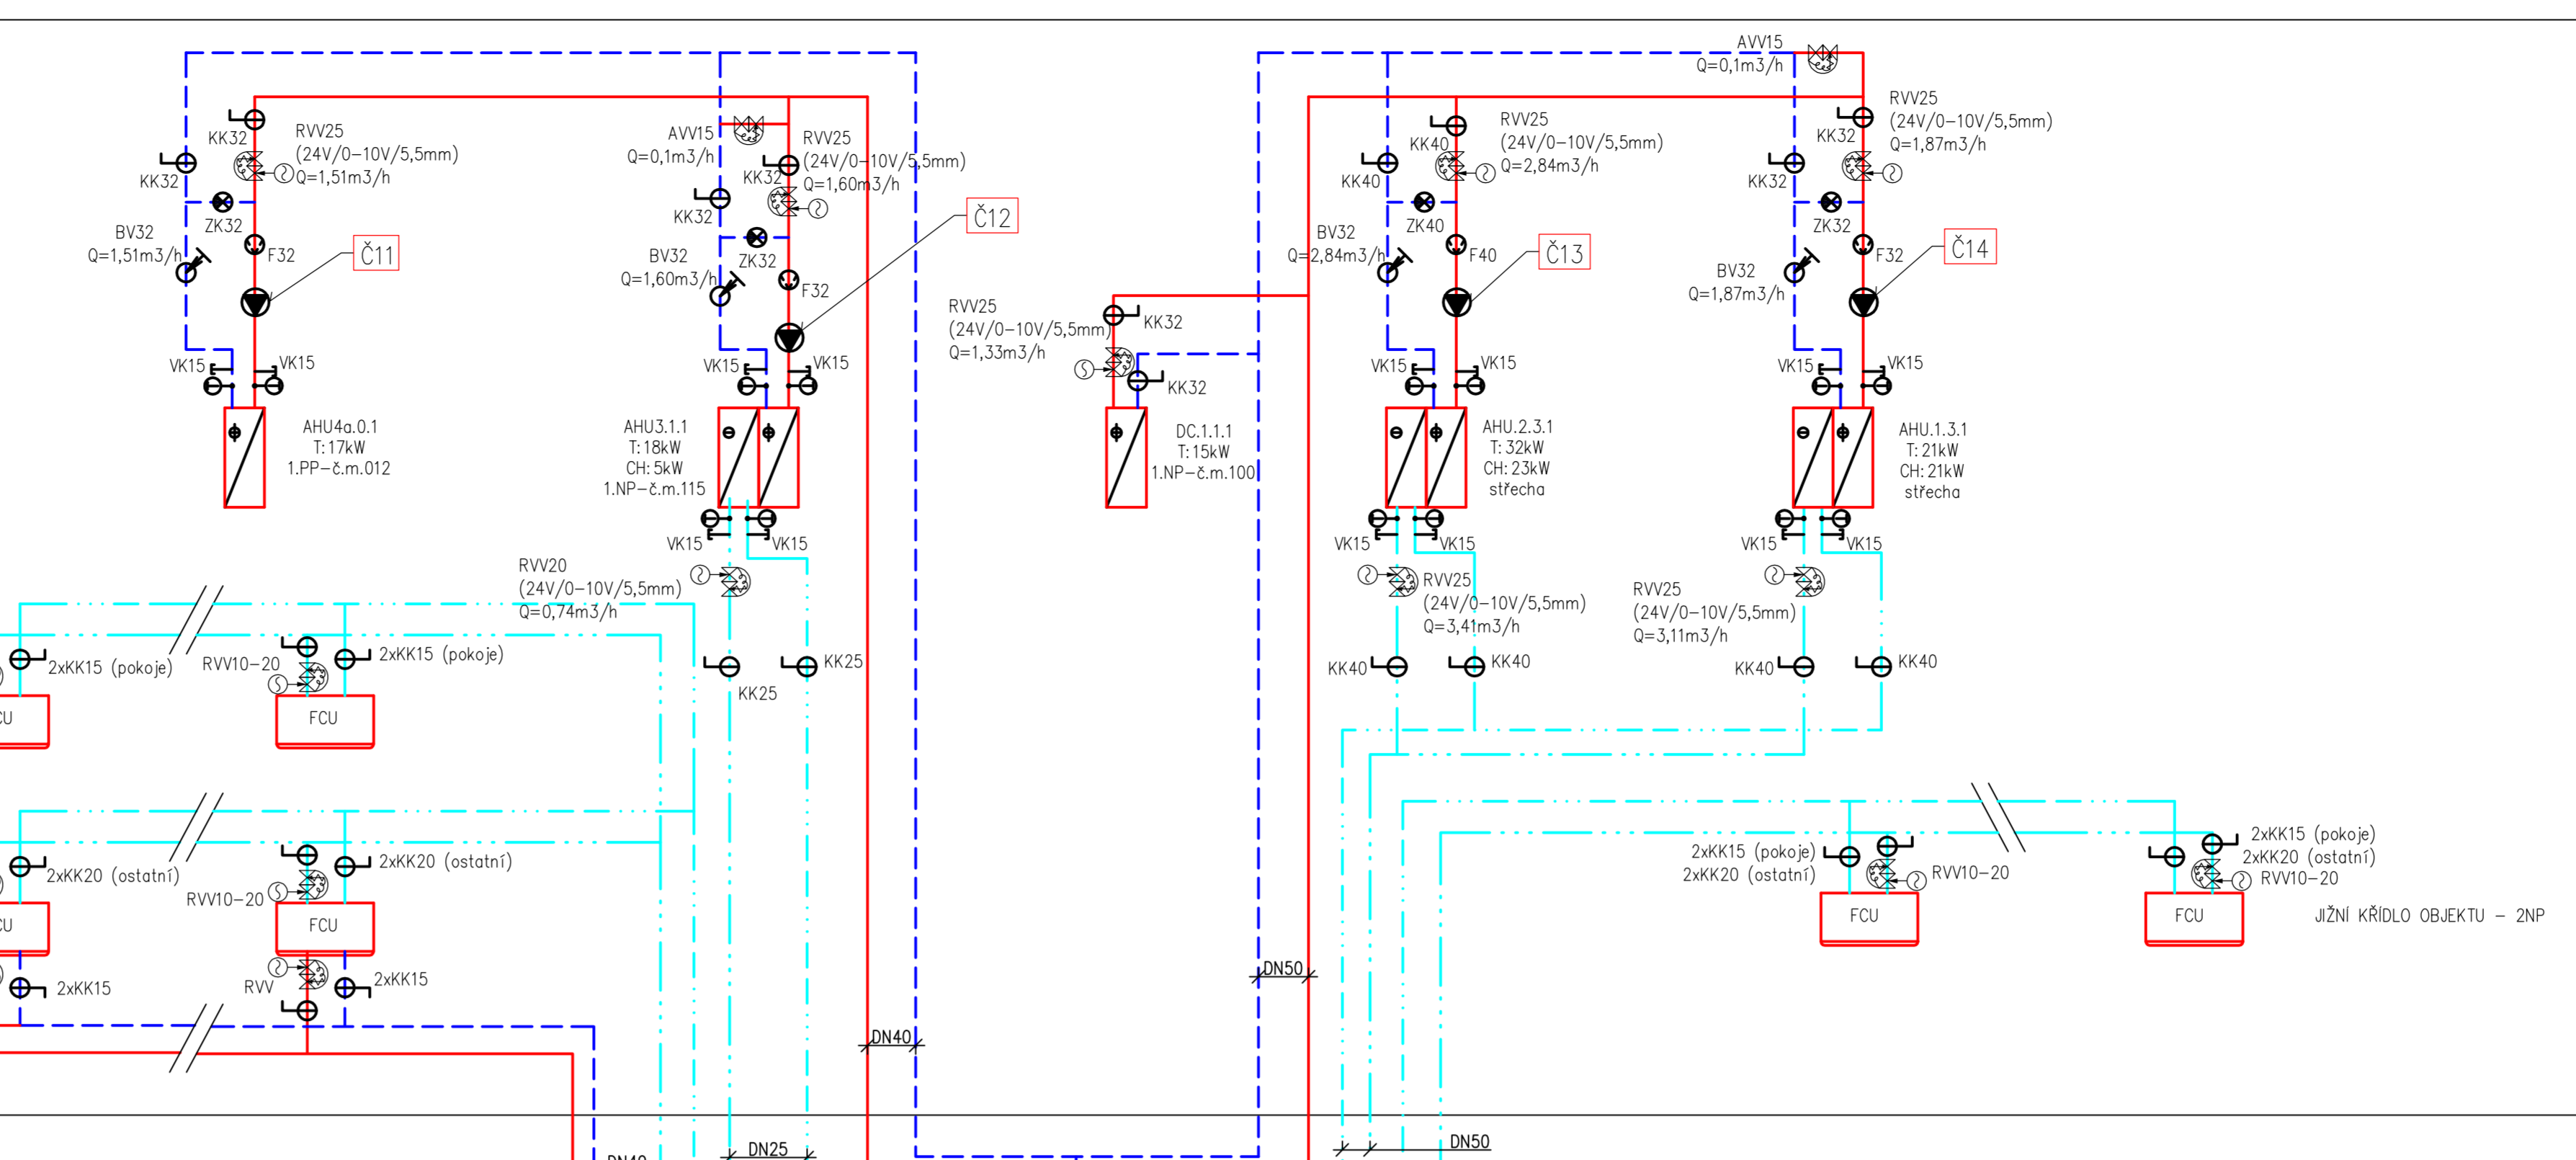 AVV15
Q=0,1m3/h
KK32
RVV25
(24V/0-10V/5,5mm)
Q=1,51m3/h
KK32
ZK32
BV32
Q=1,51m3/h
F32
Č11
VK15
VK15
AHU4a.0.1
T: 17kW
1.PP-č.m.012
AVV15
Q=0,1m3/h
RVV25
(24V/0-10V/5,5mm)
Q=1,60m3/h
KK32
KK32
ZK32
BV32
Q=1,60m3/h
F32
Č12
VK15
VK15
AHU3.1.1
T: 18kW
CH: 5kW
1.NP-č.m.115
VK15
VK15
RVV20
(24V/0-10V/5,5mm)
Q=0,74m3/h
KK25
KK25
RVV25
(24V/0-10V/5,5mm)
Q=1,33m3/h
KK32
KK32
DC.1.1.1
T: 15kW
1.NP-č.m.100
KK40
RVV25
(24V/0-10V/5,5mm)
Q=2,84m3/h
KK40
ZK40
BV32
Q=2,84m3/h
F40
Č13
VK15
VK15
AHU.2.3.1
T: 32kW
CH: 23kW
střecha
VK15
VK15
RVV25
(24V/0-10V/5,5mm)
Q=3,41m3/h
KK40
KK40
RVV25
(24V/0-10V/5,5mm)
Q=1,87m3/h
KK32
KK32
ZK32
BV32
Q=1,87m3/h
F32
Č14
VK15
VK15
AHU.1.3.1
T: 21kW
CH: 21kW
střecha
VK15
VK15
RVV25
(24V/0-10V/5,5mm)
Q=3,11m3/h
KK40
KK40
2xKK15 (pokoje)
RVV10-20
2xKK15 (pokoje)
CU
FCU
2xKK20 (ostatní)
RVV10-20
2xKK20 (ostatní)
CU
FCU
2xKK15
RVV
2xKK15
2xKK15 (pokoje)
2xKK20 (ostatní)
RVV10-20
FCU
2xKK15 (pokoje)
2xKK20 (ostatní)
RVV10-20
FCU
JIŽNÍ KŘÍDLO OBJEKTU - 2NP
DN50
DN40
DN25
DN50
DN40